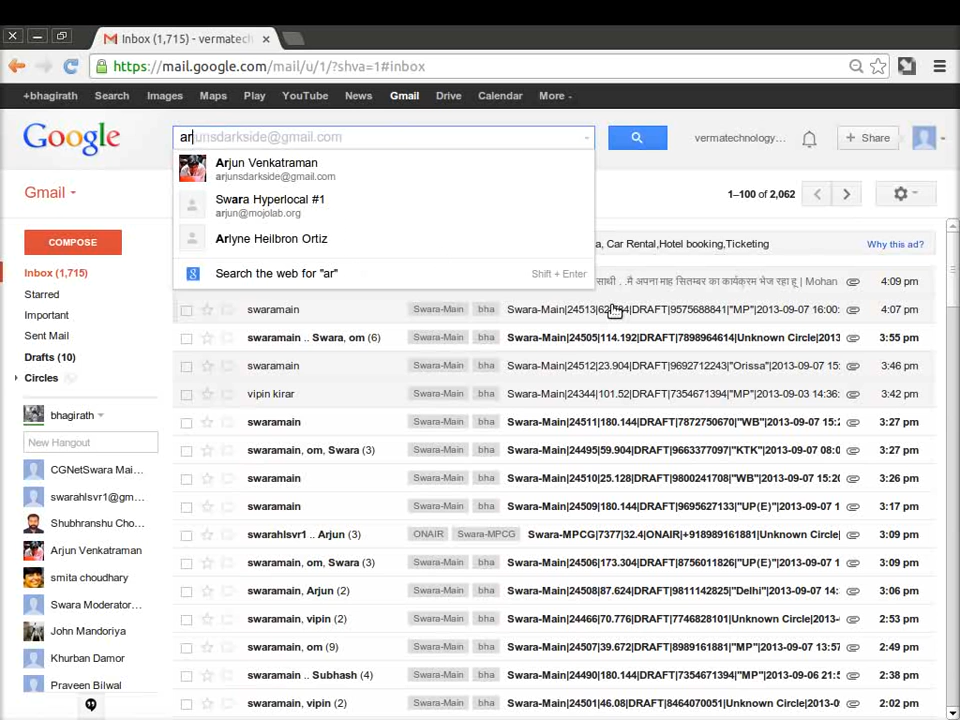 Inbox (1,715) - vermatech
https://mail.google.com/mail/u/1/?shva=1#inbox
+bhagirath Search Images Maps Play YouTube News Gmail Drive Calendar More
Google
arjunsdarkside@gmail.com
vermatechnology...
+ Share
Arjun Venkatraman
arjunsdarkside@gmail.com
Swara Hyperlocal #1
arjun@mojolab.org
Arlyne Heilbron Ortiz
Search the web for "ar" Shift + Enter
Gmail
1–100 of 2,062
COMPOSE
Inbox (1,715)
Starred
Important
Sent Mail
Drafts (10)
Circles
bhagirath
New Hangout
CGNetSwara Mai...
swarahlsvr1@gm...
Shubhranshu Cho...
Arjun Venkatraman
smita choudhary
Swara Moderator...
John Mandoriya
Khurban Damor
Praveen Bilwal
a, Car Rental,Hotel booking,Ticketing Why this ad?
साथी . .मै अपना माह सितम्बर का कार्यक्रम भेज रहा हू | Mohan 4:09 pm
swaramain Swara-Main bha Swara-Main|24513|62 4|DRAFT|9575688841|"MP"|2013-09-07 16:00: 4:07 pm
swaramain .. Swara, om (6) Swara-Main bha Swara-Main|24505|114.192|DRAFT|7898964614|Unknown Circle|2013 3:55 pm
swaramain Swara-Main bha Swara-Main|24512|23.904|DRAFT|9692712243|"Orissa"|2013-09-07 15: 3:46 pm
vipin kirar Swara-Main bha Swara-Main|24344|101.52|DRAFT|7354671394|"MP"|2013-09-03 14:36: 3:42 pm
swaramain Swara-Main bha Swara-Main|24511|180.144|DRAFT|7872750670|"WB"|2013-09-07 15:2 3:27 pm
swaramain, om, Swara (3) Swara-Main bha Swara-Main|24495|59.904|DRAFT|9663377097|"KTK"|2013-09-07 08:0 3:27 pm
swaramain Swara-Main bha Swara-Main|24510|25.128|DRAFT|9800241708|"WB"|2013-09-07 15:20 3:26 pm
swaramain Swara-Main bha Swara-Main|24509|180.144|DRAFT|9695627133|"UP(E)"|2013-09-07 3:17 pm
swarahlsvr1 .. Arjun (3) ONAIR Swara-MPCG Swara-MPCG|7377|32.4|ONAIR|+918989161881|Unknown Circle| 3:09 pm
swaramain, om, Swara (3) Swara-Main bha Swara-Main|24506|173.304|DRAFT|8756011826|"UP(E)"|2013-09-07 3:09 pm
swaramain, Arjun (2) Swara-Main bha Swara-Main|24508|87.624|DRAFT|9811142825|"Delhi"|2013-09-07 14: 3:06 pm
swaramain, vipin (2) Swara-Main bha Swara-Main|24466|70.776|DRAFT|7746828101|Unknown Circle|2013- 2:53 pm
swaramain, om (9) Swara-Main bha Swara-Main|24507|39.672|DRAFT|8989161881|"MP"|2013-09-07 13:57 2:49 pm
swaramain .. Subhash (4) Swara-Main bha Swara-Main|24490|180.144|DRAFT|7354671394|"MP"|2013-09-06 21:5 2:38 pm
swaramain, vipin (2) Swara-Main bha Swara-Main|24501|46.08|DRAFT|8464070051|Unknown Circle|2013-0 2:02 pm